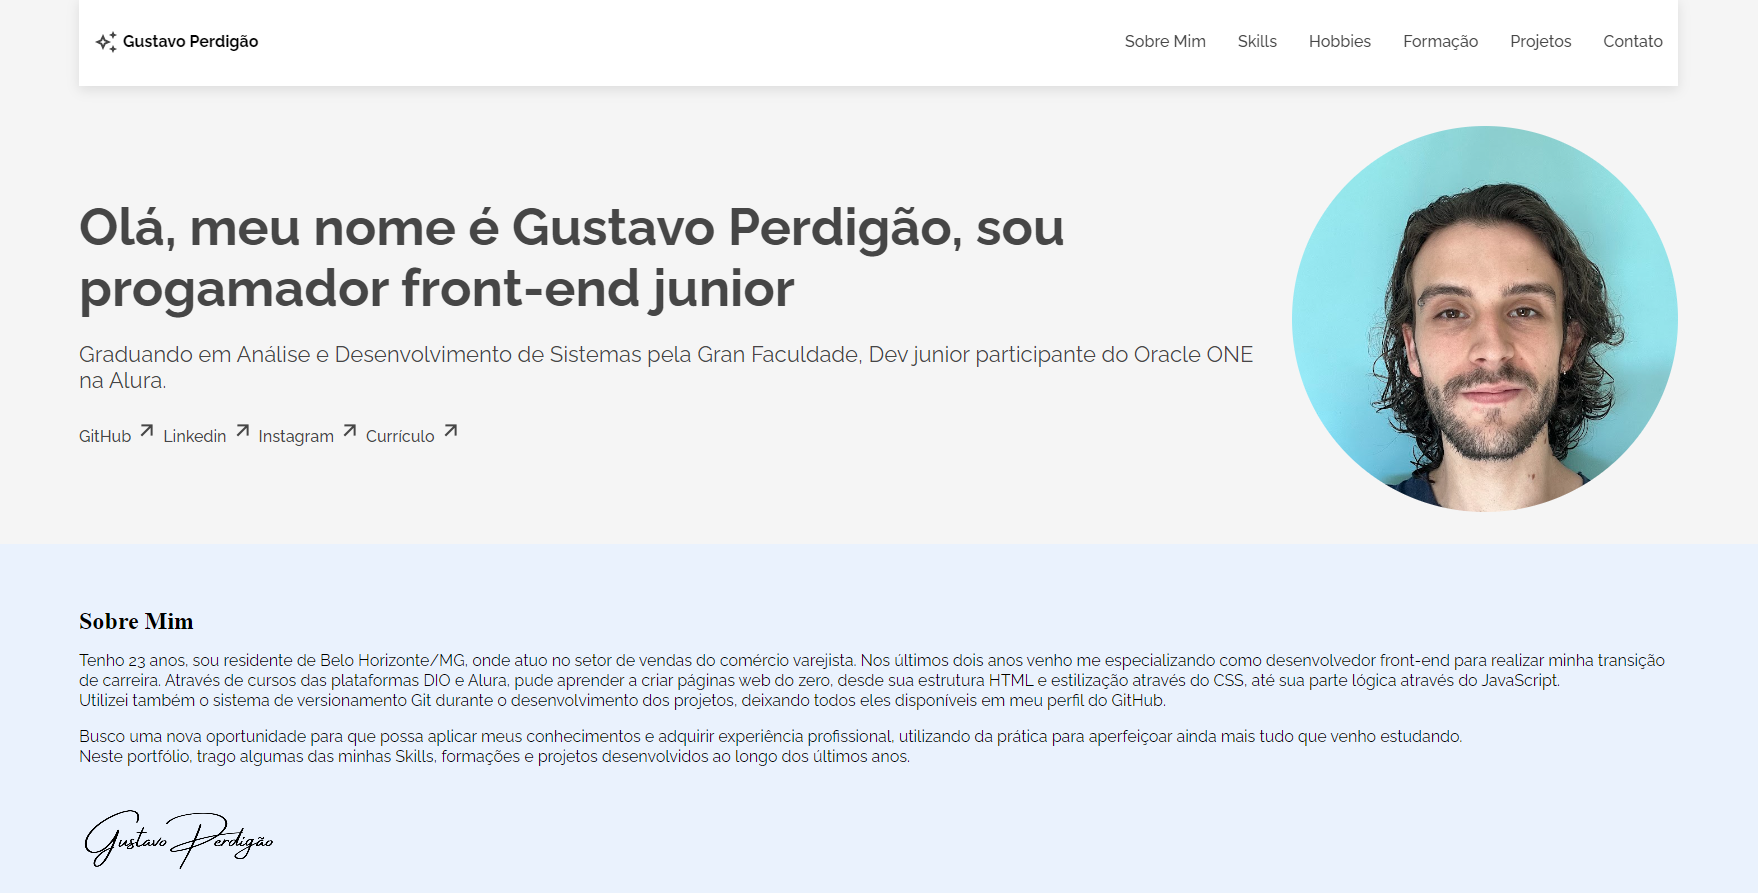 Gustavo Perdigão
Sobre Mim Skills Hobbies Formação Projetos Contato
Olá, meu nome é Gustavo Perdigão, sou
progamador front-end junior
Graduando em Análise e Desenvolvimento de Sistemas pela Gran Faculdade, Dev junior participante do Oracle ONE
na Alura.
GitHub Linkedin Instagram Currículo
Sobre Mim
Tenho 23 anos, sou residente de Belo Horizonte/MG, onde atuo no setor de vendas do comércio varejista. Nos últimos dois anos venho me especializando como desenvolvedor front-end para realizar minha transição
de carreira. Através de cursos das plataformas DIO e Alura, pude aprender a criar páginas web do zero, desde sua estrutura HTML e estilização através do CSS, até sua parte lógica através do JavaScript.
Utilizei também o sistema de versionamento Git durante o desenvolvimento dos projetos, deixando todos eles disponíveis em meu perfil do GitHub.
Busco uma nova oportunidade para que possa aplicar meus conhecimentos e adquirir experiência profissional, utilizando da prática para aperfeiçoar ainda mais tudo que venho estudando.
Neste portfólio, trago algumas das minhas Skills, formações e projetos desenvolvidos ao longo dos últimos anos.
Gustavo Perdigão